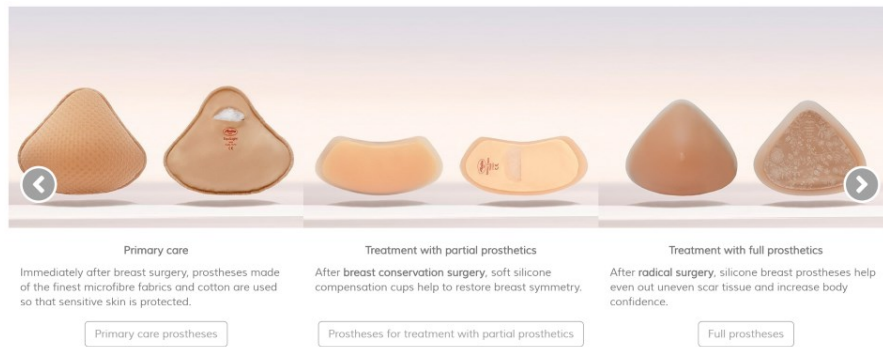 Primary care
Immediately after breast surgery, prostheses made
of the finest microfibre fabrics and cotton are used
so that sensitive skin is protected.
Primary care prostheses
Treatment with partial prosthetics
After breast conservation surgery, soft silicone
compensation cups help to restore breast symmetry.
Prostheses for treatment with partial prosthetics
Treatment with full prosthetics
After radical surgery, silicone breast prostheses help
even out uneven scar tissue and increase body
confidence.
Full prostheses